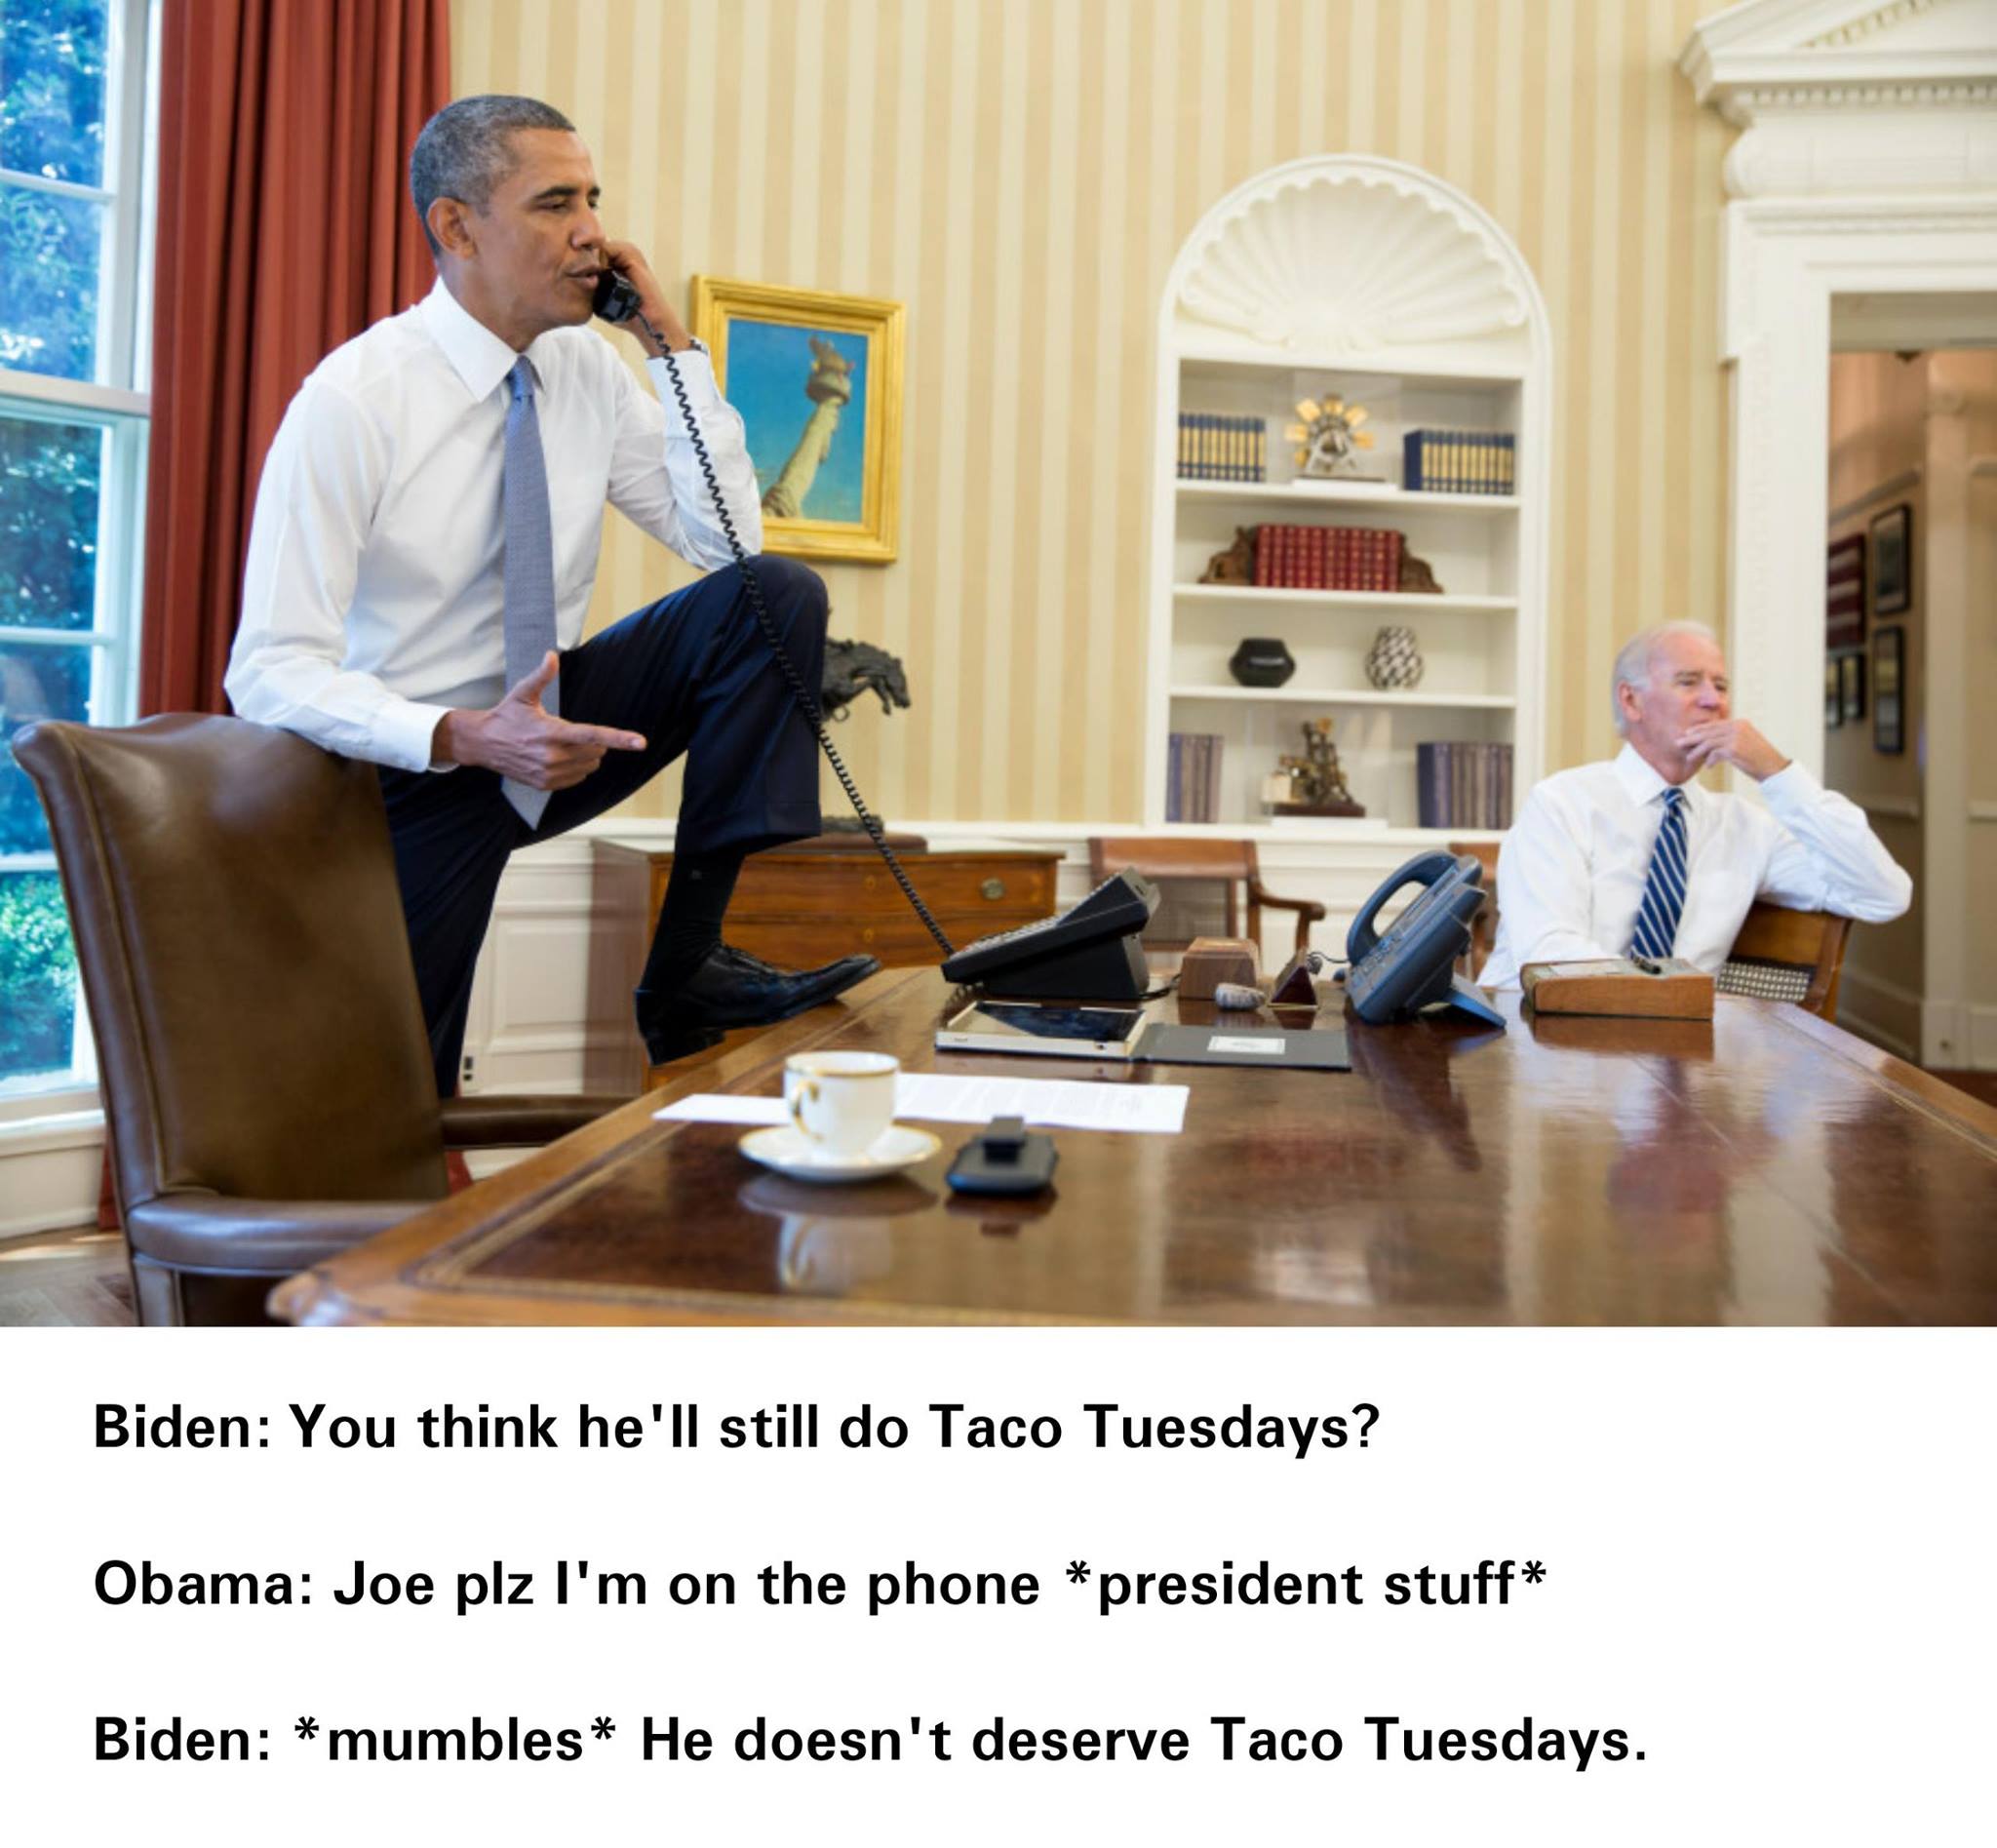 Biden: You think he'll still do Taco Tuesdays?
Obama: Joe plz I'm on the phone *president stuff*
Biden: *mumbles* He doesn't deserve Taco Tuesdays.